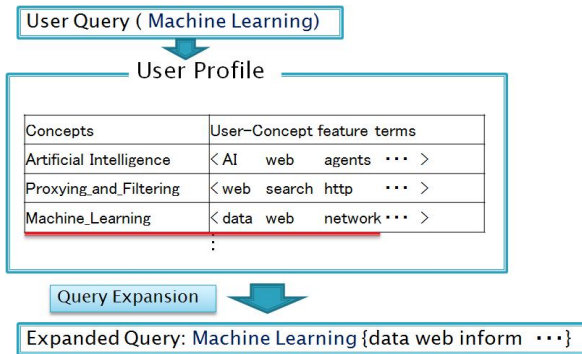 User Query ( Machine Learning)
User Profile
Concepts User-Concept feature terms
Artificial Intelligence < AI web agents ··· >
Proxying_and_Filtering < web search http ··· >
Machine_Learning < data web network ··· >
:
Query Expansion
Expanded Query: Machine Learning {data web inform ···}